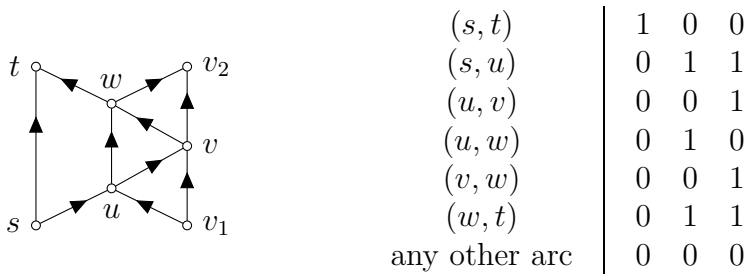 t
w
v₂
v
u
s
v₁
(s, t) 1 0 0
(s, u) 0 1 1
(u, v) 0 0 1
(u, w) 0 1 0
(v, w) 0 0 1
(w, t) 0 1 1
any other arc 0 0 0